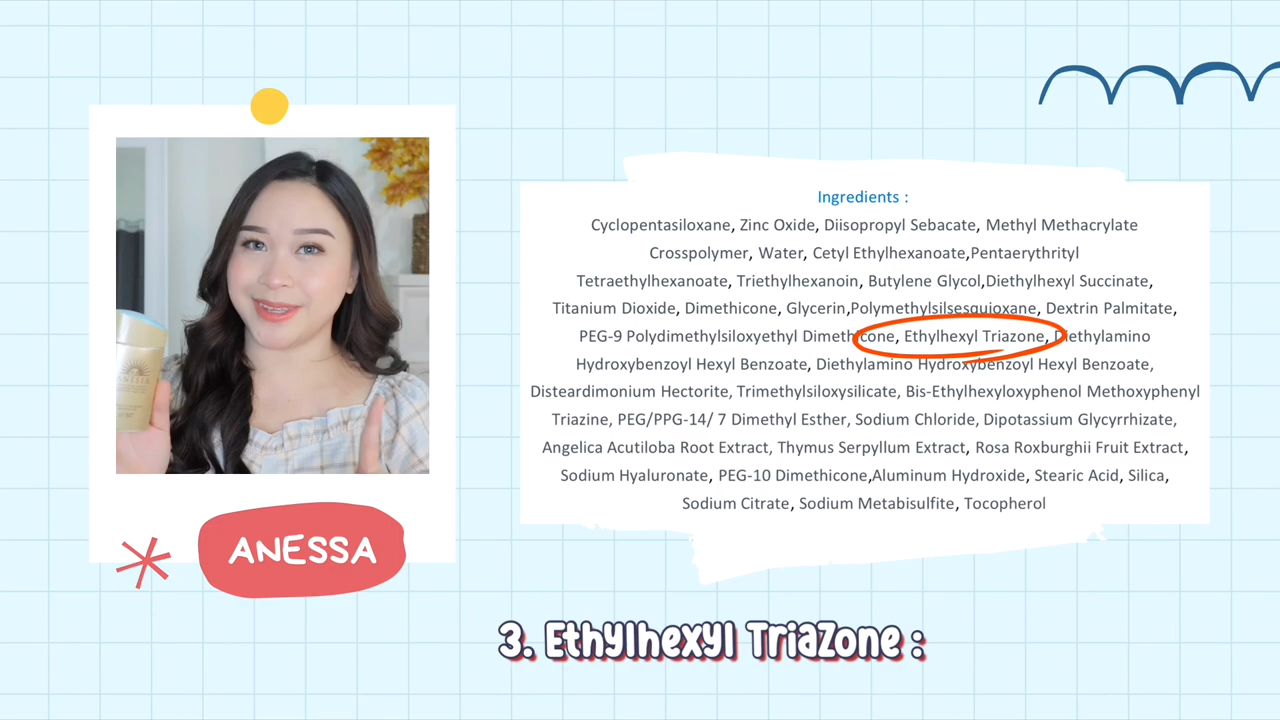 Ingredients :
Cyclopentasiloxane, Zinc Oxide, Diisopropyl Sebacate, Methyl Methacrylate
Crosspolymer, Water, Cetyl Ethylhexanoate,Pentaerythrityl
Tetraethylhexanoate, Triethylhexanoin, Butylene Glycol,Diethylhexyl Succinate,
Titanium Dioxide, Dimethicone, Glycerin,Polymethylsilsesquioxane, Dextrin Palmitate,
PEG-9 Polydimethylsiloxyethyl Dimethicone, Ethylhexyl Triazone, Diethylamino
Hydroxybenzoyl Hexyl Benzoate, Diethylamino Hydroxybenzoyl Hexyl Benzoate,
Disteardimonium Hectorite, Trimethylsiloxysilicate, Bis-Ethylhexyloxyphenol Methoxyphenyl
Triazine, PEG/PPG-14/ 7 Dimethyl Esther, Sodium Chloride, Dipotassium Glycyrrhizate,
Angelica Acutiloba Root Extract, Thymus Serpyllum Extract, Rosa Roxburghii Fruit Extract,
Sodium Hyaluronate, PEG-10 Dimethicone,Aluminum Hydroxide, Stearic Acid, Silica,
Sodium Citrate, Sodium Metabisulfite, Tocopherol
ANESSA
ANESSA
3. Ethylhexyl Triazone :